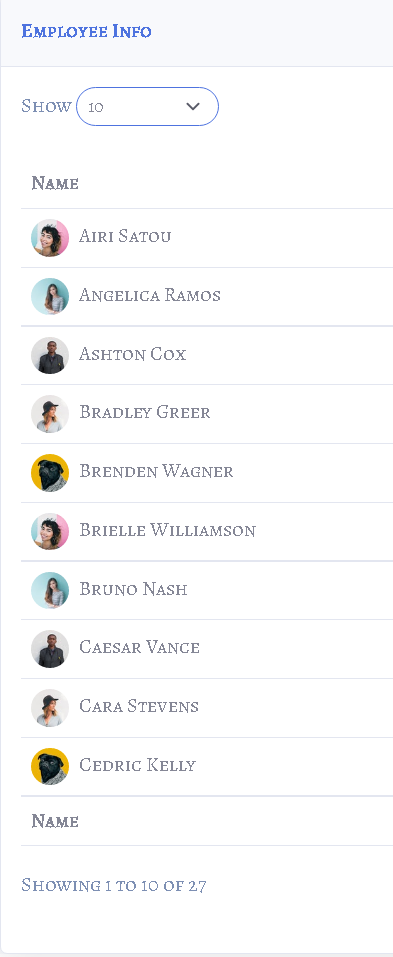 Employee Info
Show 10
Name
Airi Satou
Angelica Ramos
Ashton Cox
Bradley Greer
Brenden Wagner
Brielle Williamson
Bruno Nash
Caesar Vance
Cara Stevens
Cedric Kelly
Name
Showing 1 to 10 of 27